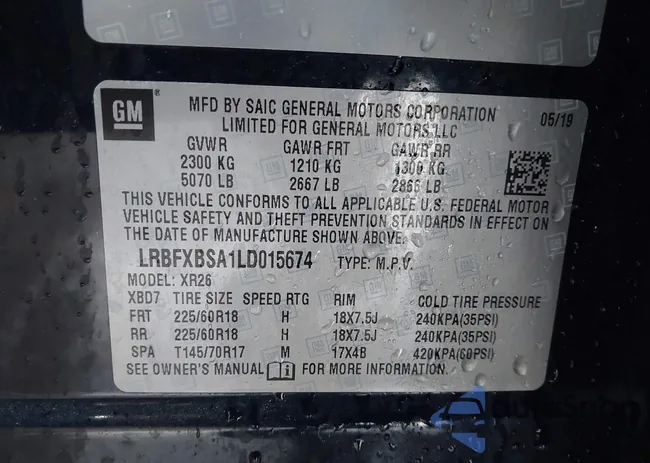 GM
MFD BY SAIC GENERAL MOTORS CORPORATION
LIMITED FOR GENERAL MOTORS LLC
05/19
GVWR GAWR FRT GAWR RR
2300 KG 1210 KG 1300 KG
5070 LB 2667 LB 2866 LB
THIS VEHICLE CONFORMS TO ALL APPLICABLE U.S. FEDERAL MOTOR
VEHICLE SAFETY AND THEFT PREVENTION STANDARDS IN EFFECT ON
THE DATE OF MANUFACTURE SHOWN ABOVE.
LRBFXBSA1LD015674 TYPE: M.P.V.
MODEL: XR26
XBD7 TIRE SIZE SPEED RTG RIM COLD TIRE PRESSURE
FRT 225/60R18 H 18X7.5J 240KPA(35PSI)
RR 225/60R18 H 18X7.5J 240KPA(35PSI)
SPA T145/70R17 M 17X4B 420KPA(60PSI)
SEE OWNER'S MANUAL FOR MORE INFORMATION.